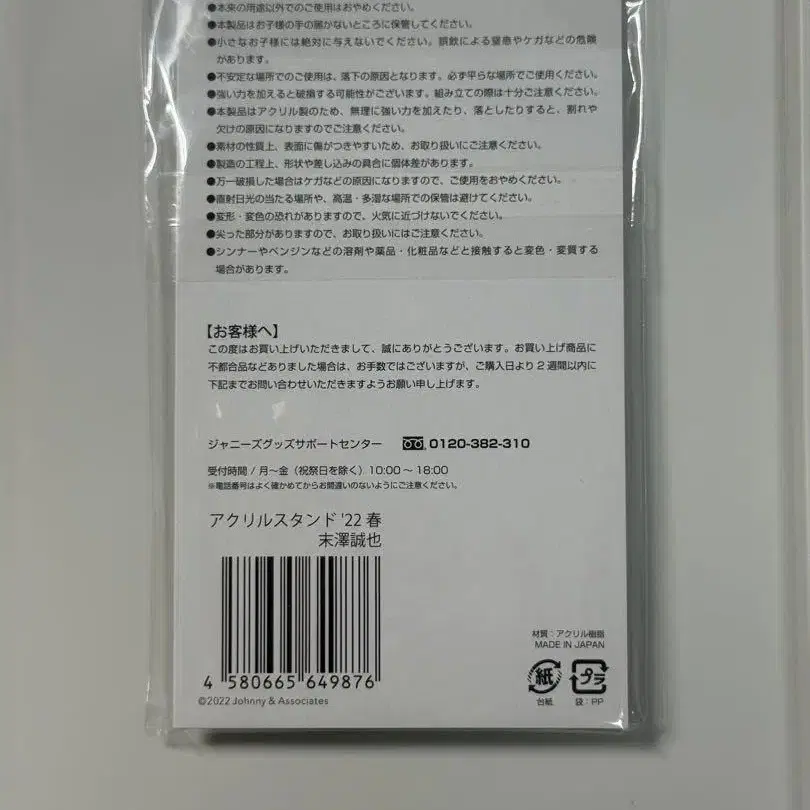 ●本来の用途以外でのご使用はおやめください。
●本製品はお子様の手の届かないところに保管してください。
●小さなお子様には絶対に与えないでください。誤飲による窒息やケガなどの危険
があります。
●不安定な場所でのご使用は、落下の原因となります。必ず平らな場所でご使用ください。
●強い力を加えると破損する可能性がございます。組み立ての際は十分ご注意ください。
●本製品はアクリル製のため、無理に強い力を加えたり、落としたりすると、割れや
欠けの原因になりますのでご注意ください。
●素材の性質上、表面に傷がつきやすいため、お取り扱いにご注意ください。
●製造の工程上、形状や差し込みの具合に個体差があります。
●万一破損した場合はケガなどの原因になりますので、ご使用をおやめください。
●直射日光の当たる場所や、高温・多湿な場所での保管は避けてください。
●変形・変色の恐れがありますので、火気に近づけないでください。
●尖った部分がありますので、お取り扱いにはご注意ください。
●シンナーやベンジンなどの溶剤や薬品・化粧品などと接触すると変色・変質する
場合があります。
【お客様へ】
この度はお買い上げいただきまして、誠にありがとうございます。お買い上げ商品に
不都合品などありました場合は、お手数ではございますが、ご購入日より2週間以内に
下記までお問い合わせいただきますようお願い申し上げます。
ジャニーズグッズサポートセンター 0120-382-310
受付時間/月～金(祝祭日を除く)10:00～18:00
※電話番号はよく確かめてからお間違いのないようにご注意ください。
アクリルスタンド '22 春
末澤誠也
4 580665 649876
©2022 Johnny & Associates
材質:アクリル樹脂
MADE IN JAPAN
紙
プラ
台紙
袋:PP